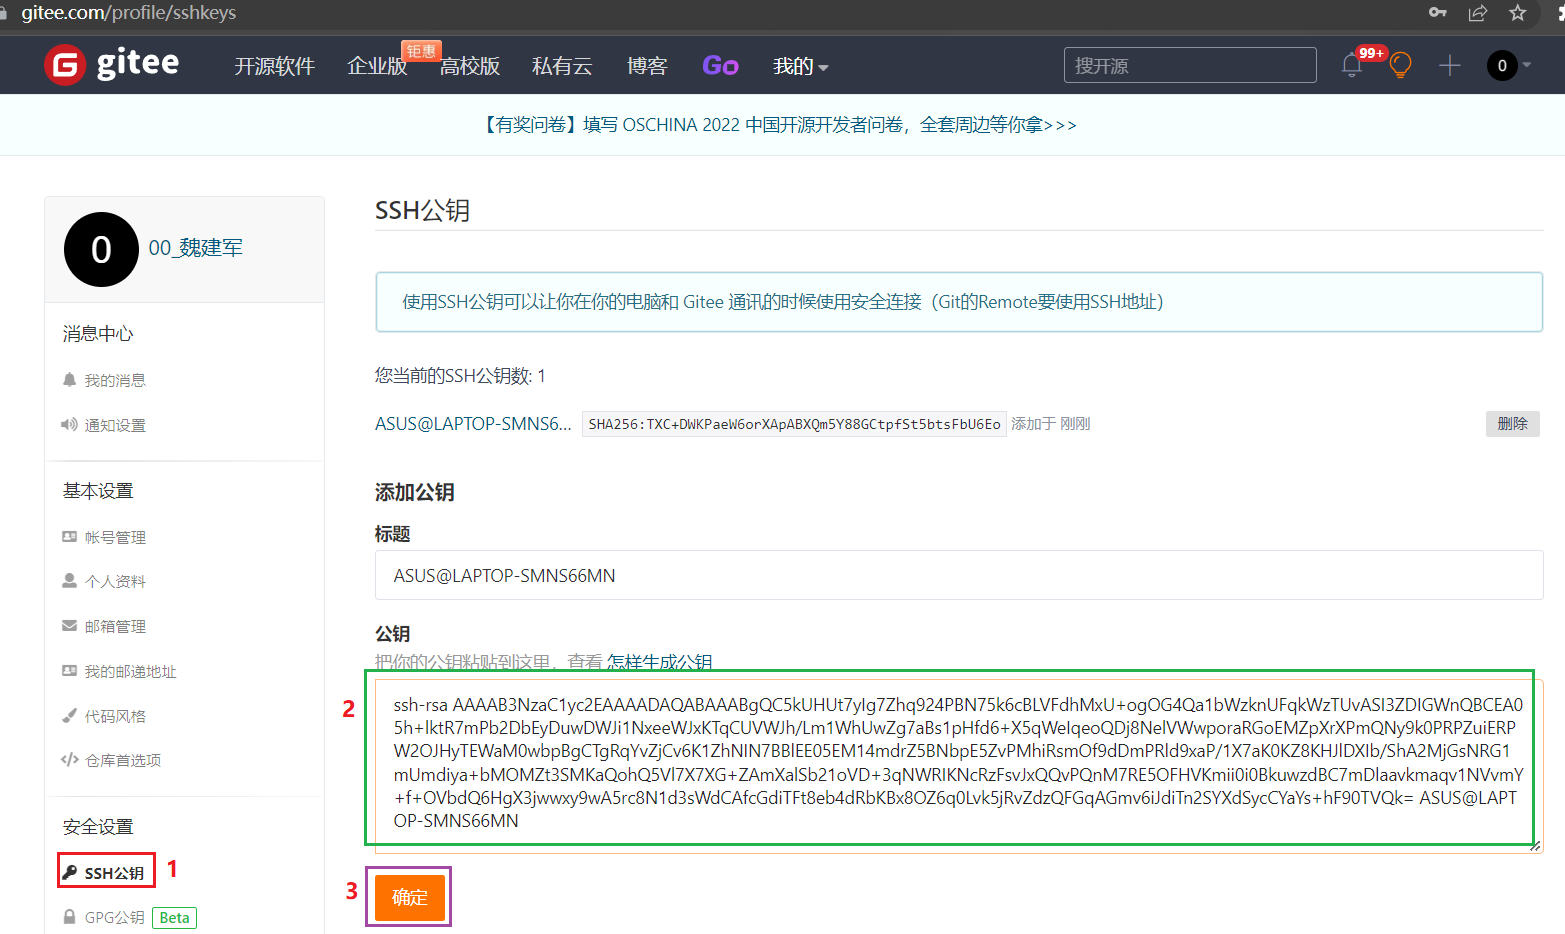 gitee.com/profile/sshkeys
gitee 开源软件 企业版 钜惠 高校版 私有云 博客 Go 我的 搜开源 99+ 0
【有奖问卷】填写 OSCHINA 2022 中国开源开发者问卷，全套周边等你拿>>>
0 00_魏建军
消息中心
我的消息
通知设置
基本设置
帐号管理
个人资料
邮箱管理
我的邮递地址
代码风格
仓库首选项
安全设置
SSH公钥 1
GPG公钥 Beta
SSH公钥
使用SSH公钥可以让你在你的电脑和 Gitee 通讯的时候使用安全连接（Git的Remote要使用SSH地址）
您当前的SSH公钥数: 1
ASUS@LAPTOP-SMNS6... SHA256:TXC+DWKPaeW6orXApABXQm5Y88GCtpfSt5btsFbU6Eo 添加于 刚刚 删除
添加公钥
标题
ASUS@LAPTOP-SMNS66MN
公钥
把你的公钥粘贴到这里，查看 怎样生成公钥
2
ssh-rsa AAAAB3NzaC1yc2EAAAADAQABAAABgQC5kUHUt7yIg7Zhq924PBN75k6cBLVFdhMxU+ogOG4Qa1bWzknUFqkWzTUvASI3ZDIGWnQBCEA0
5h+lktR7mPb2DbEyDuwDWJi1NxeeWJxKTqCUVWJh/Lm1WhUwZg7aBs1pHfd6+X5qWeIqeoQDj8NelVWwporaRGoEMZpXrXPmQNy9k0PRPZuiERP
W2OJHyTEWaM0wbpBgCTgRqYvZjCv6K1ZhNIN7BBlEE05EM14mdrZ5BNbpE5ZvPMhiRsmOf9dDmPRld9xaP/1X7aK0KZ8KHJlDXIb/ShA2MjGsNRG1
mUmdiya+bMOMZt3SMKaQohQ5Vl7X7XG+ZAmXalSb21oVD+3qNWRIKNcRzFsvJxQQvPQnM7RE5OFHVKmii0i0BkuwzdBC7mDlaavkmaqv1NVvmY
+f+OVbdQ6HgX3jwwxy9wA5rc8N1d3sWdCAfcGdiTFt8eb4dRbKBx8OZ6q0Lvk5jRvZdzQFGqAGmv6iJdiTn2SYXdSycCYaYs+hF90TVQk= ASUS@LAPT
OP-SMNS66MN
3 确定